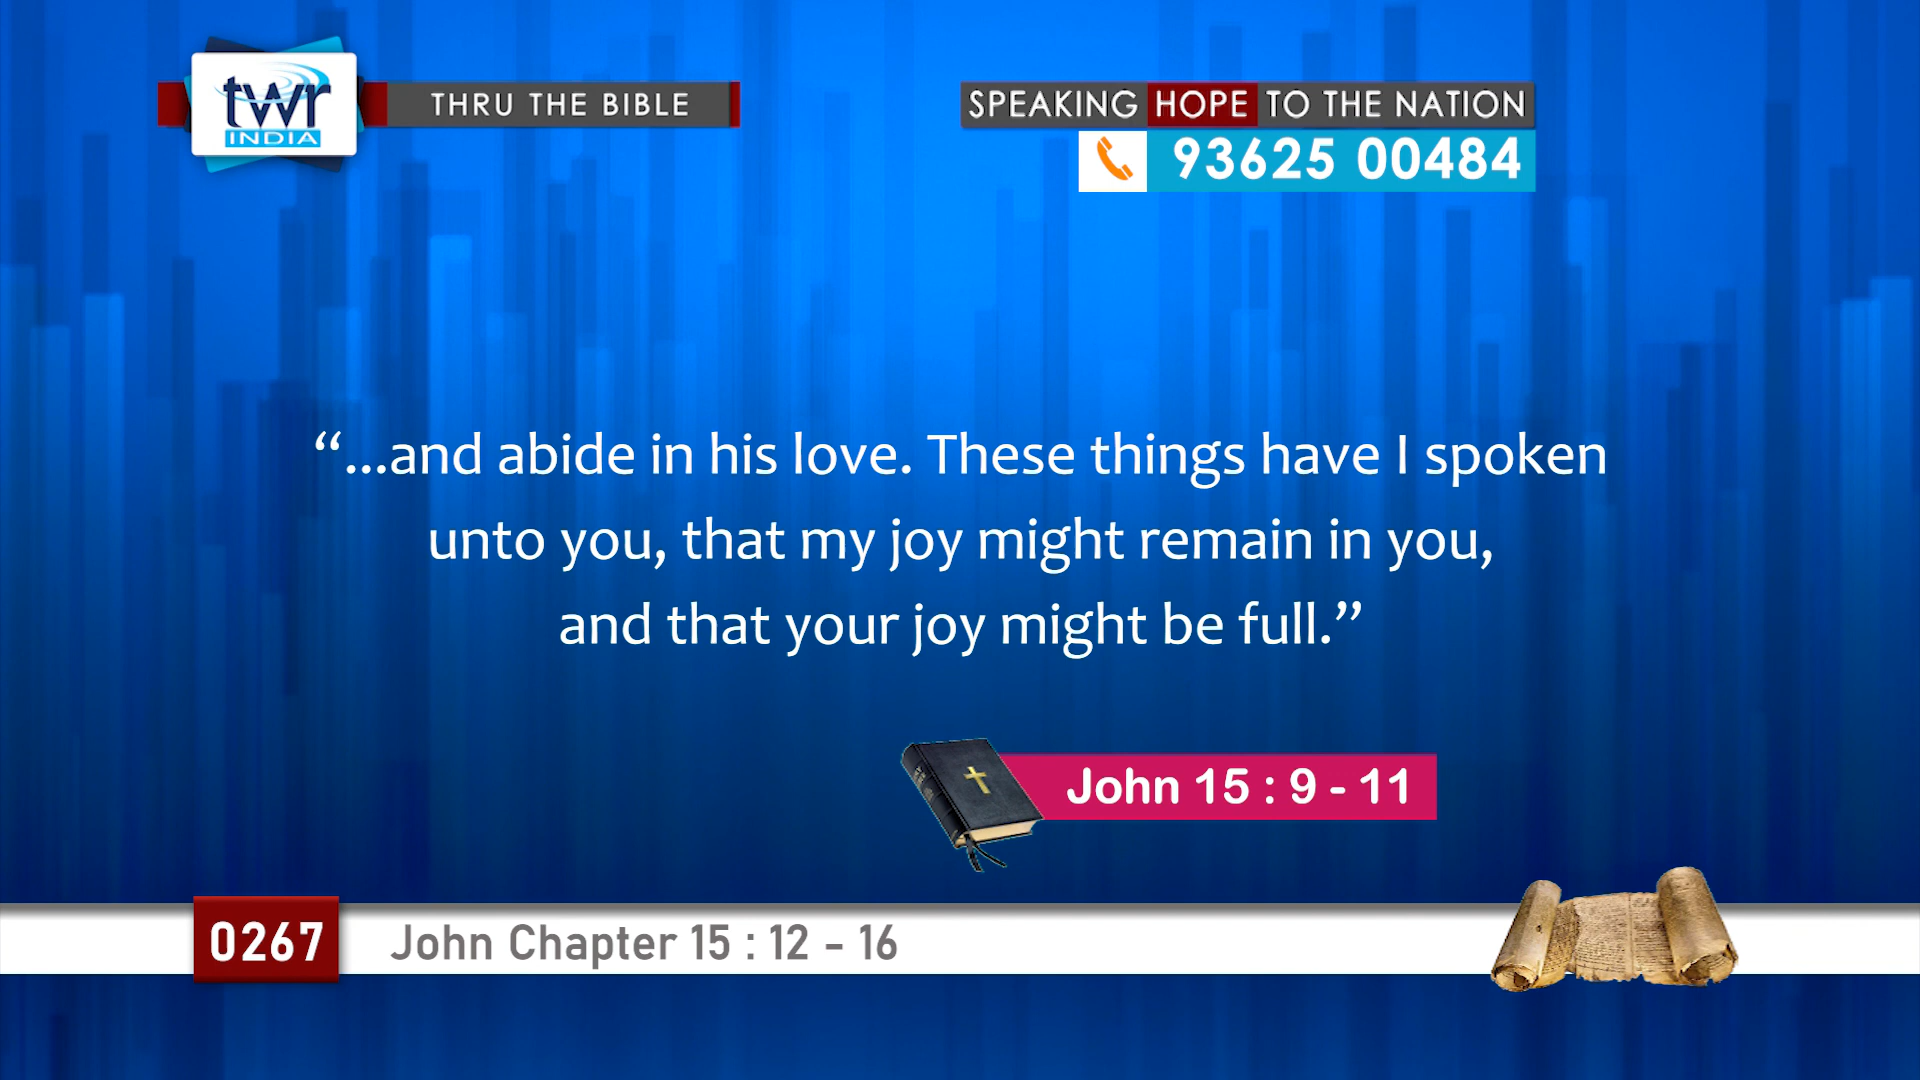 twr
INDIA
THRU THE BIBLE
SPEAKING HOPE TO THE NATION
93625 00484
“...and abide in his love. These things have I spoken
unto you, that my joy might remain in you,
and that your joy might be full.”
John 15 : 9 - 11
0267
John Chapter 15 : 12 - 16